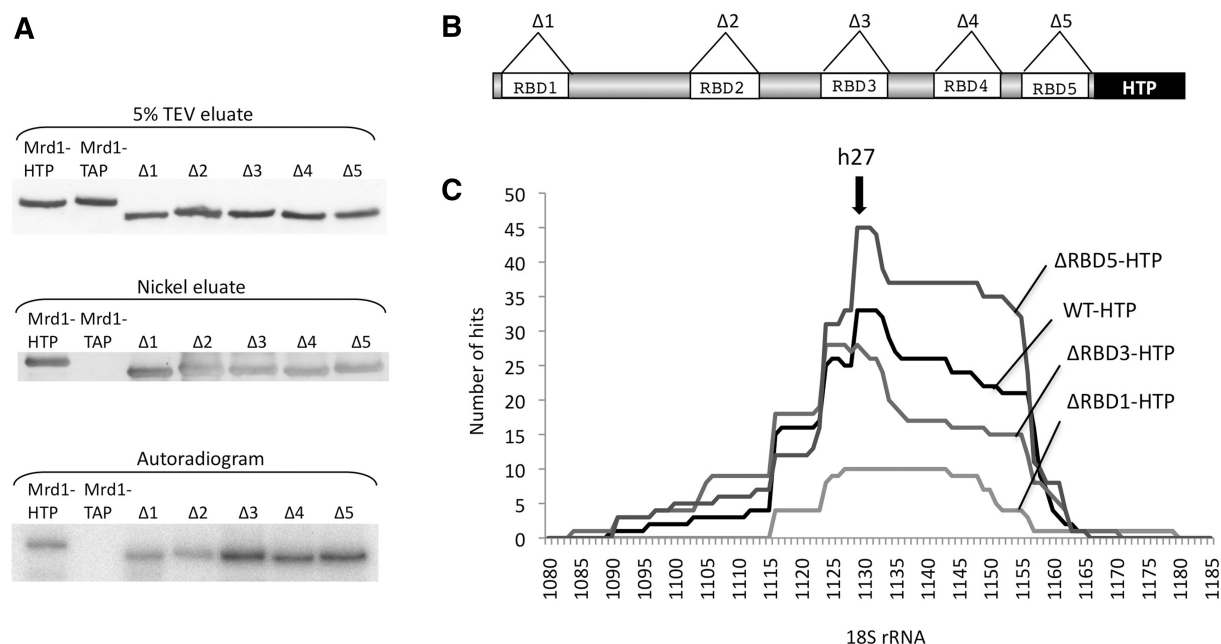 A
5% TEV eluate
Mrd1- Mrd1-
HTP TAP Δ1 Δ2 Δ3 Δ4 Δ5
Nickel eluate
Mrd1- Mrd1-
HTP TAP Δ1 Δ2 Δ3 Δ4 Δ5
Autoradiogram
Mrd1- Mrd1-
HTP TAP Δ1 Δ2 Δ3 Δ4 Δ5
B
Δ1 Δ2 Δ3 Δ4 Δ5
RBD1 RBD2 RBD3 RBD4 RBD5 HTP
C
h27
Number of hits
50
45
40
35
30
25
20
15
10
5
0
ΔRBD5-HTP
WT-HTP
ΔRBD3-HTP
ΔRBD1-HTP
1080 1085 1090 1095 1100 1105 1110 1115 1120 1125 1130 1135 1140 1145 1150 1155 1160 1165 1170 1175 1180 1185
18S rRNA